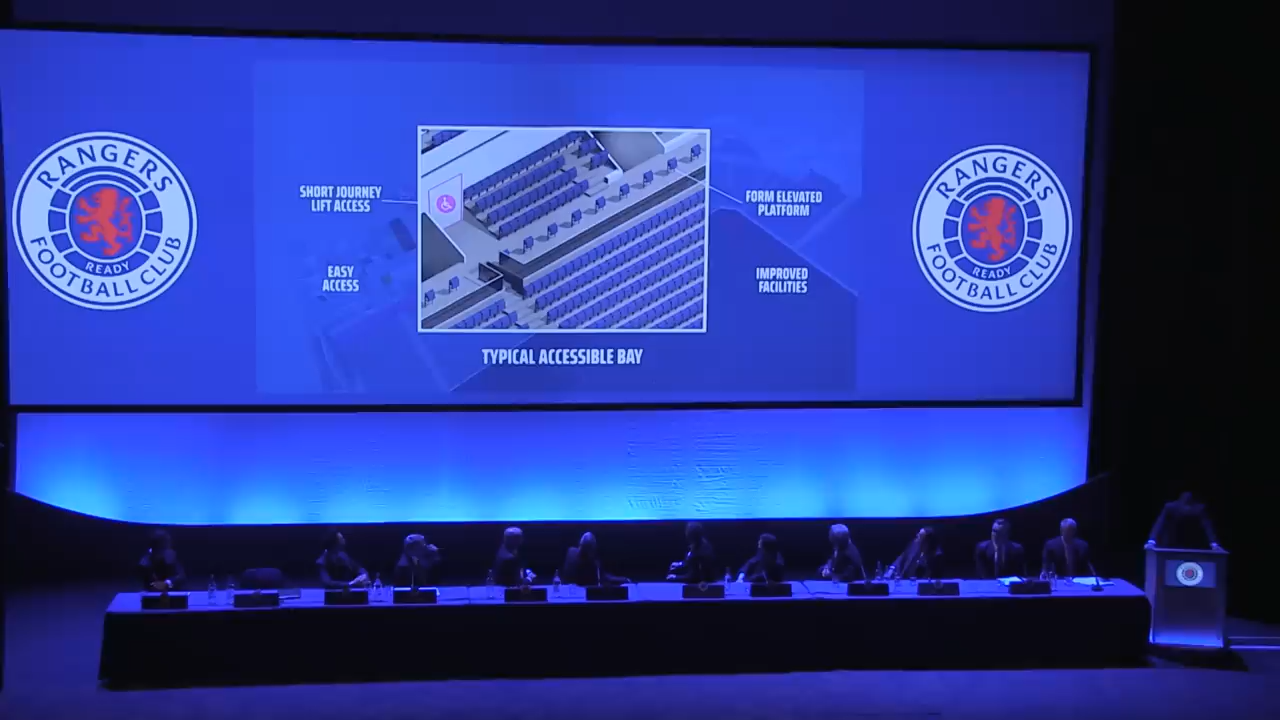 RANGERS
READY
FOOTBALL CLUB
SHORT JOURNEY
LIFT ACCESS
EASY
ACCESS
FORM ELEVATED
PLATFORM
IMPROVED
FACILITIES
TYPICAL ACCESSIBLE BAY
RANGERS
READY
FOOTBALL CLUB